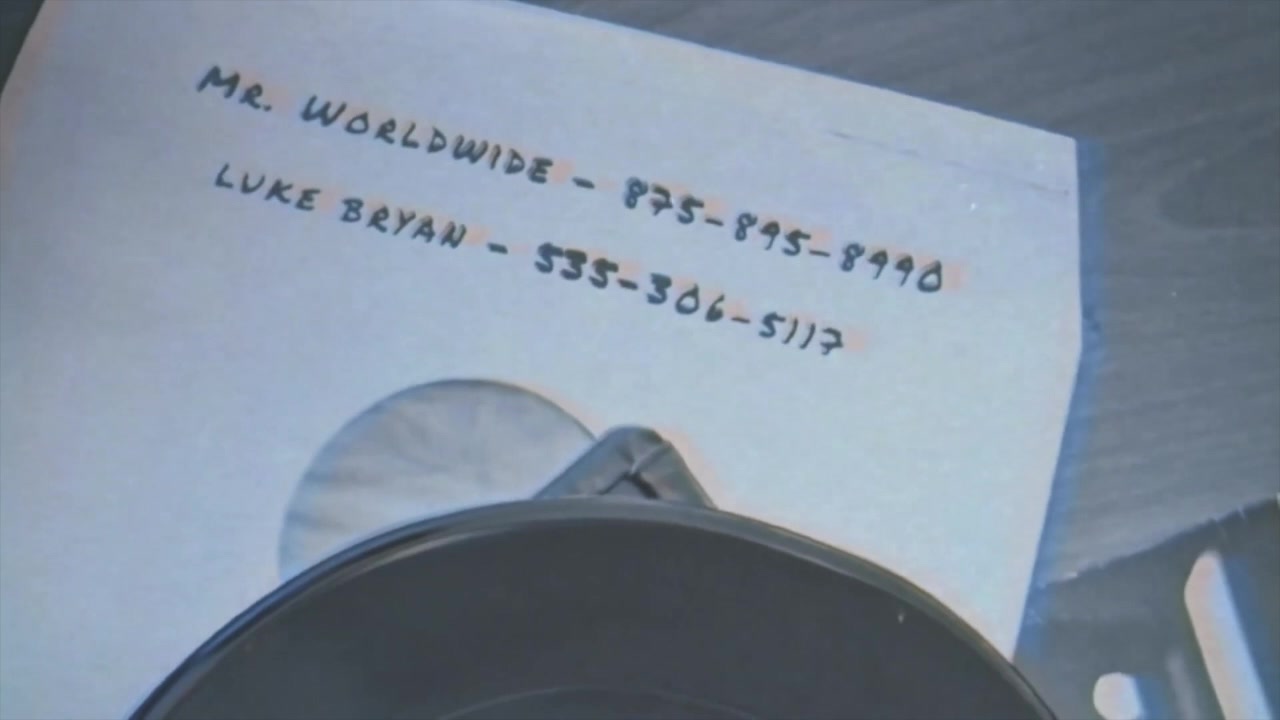 MR. WORLDWIDE - 875-895-8990
LUKE BRYAN - 535-306-5117